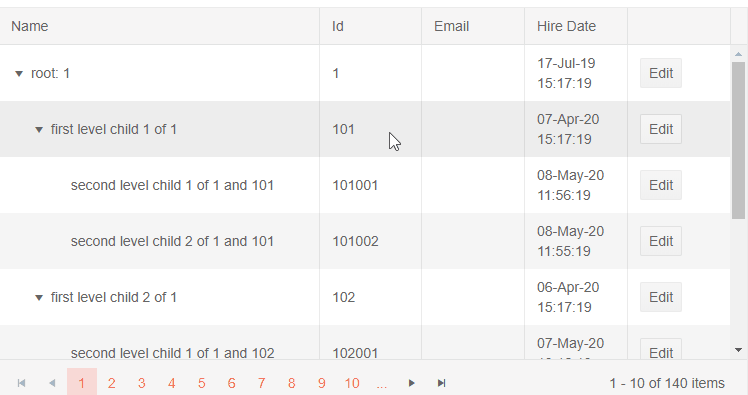 Name Id Email Hire Date
root: 1 1 17-Jul-19 15:17:19 Edit
first level child 1 of 1 101 07-Apr-20 15:17:19 Edit
second level child 1 of 1 and 101 101001 08-May-20 11:56:19 Edit
second level child 2 of 1 and 101 101002 08-May-20 11:55:19 Edit
first level child 2 of 1 102 06-Apr-20 15:17:19 Edit
second level child 1 of 1 and 102 102001 07-May-20 Edit
1 2 3 4 5 6 7 8 9 10 ... 1 - 10 of 140 items